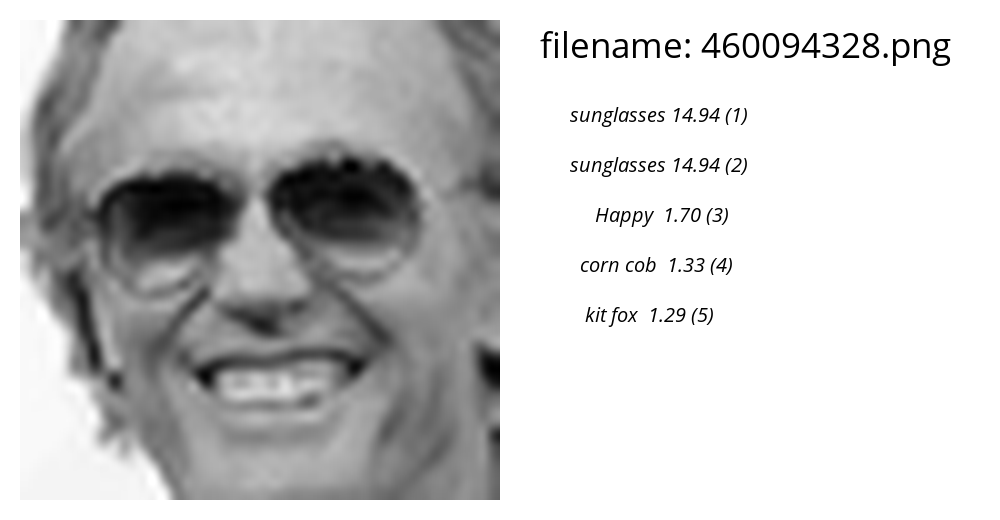 filename: 460094328.png
sunglasses 14.94 (1)
sunglasses 14.94 (2)
Happy 1.70 (3)
corn cob 1.33 (4)
kit fox 1.29 (5)